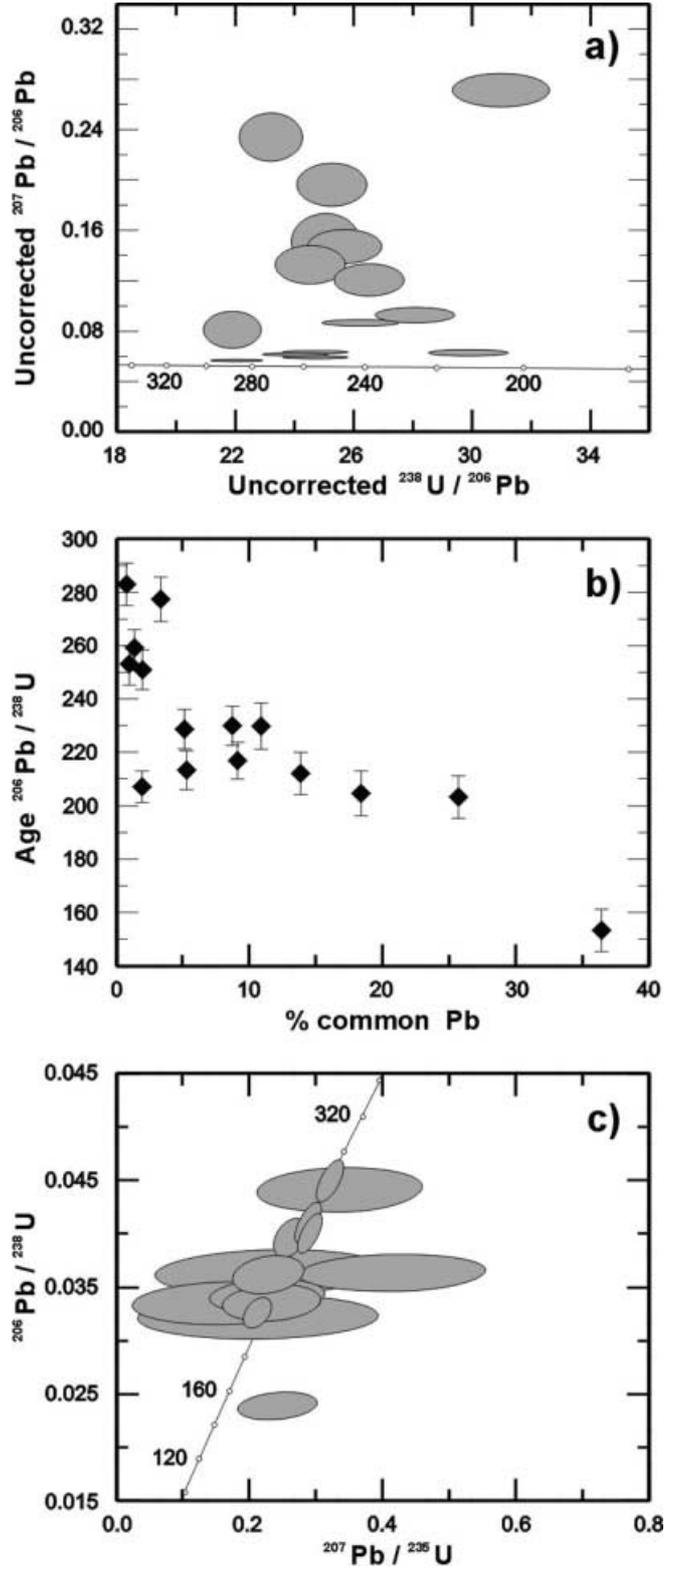 a)
0.32
0.24
0.16
0.08
0.00
Uncorrected ²⁰⁷Pb / ²⁰⁶Pb
320 280 240 200
18 22 26 30 34
Uncorrected ²³⁸U / ²⁰⁶Pb
b)
300
280
260
240
220
200
180
160
140
Age ²⁰⁶Pb / ²³⁸U
0 10 20 30 40
% common Pb
c)
0.045
0.045
0.035
0.025
0.015
²⁰⁶Pb / ²³⁸U
320
160
120
0.0 0.2 0.4 0.6 0.8
²⁰⁷Pb / ²³⁵U